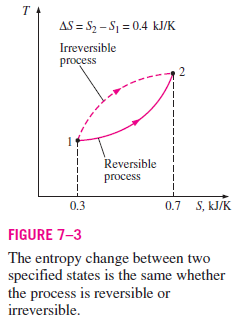 T
ΔS = S₂ – S₁ = 0.4 kJ/K
Irreversible
process
2
1
Reversible
process
0.3
0.7
S, kJ/K
FIGURE 7–3
The entropy change between two
specified states is the same whether
the process is reversible or
irreversible.